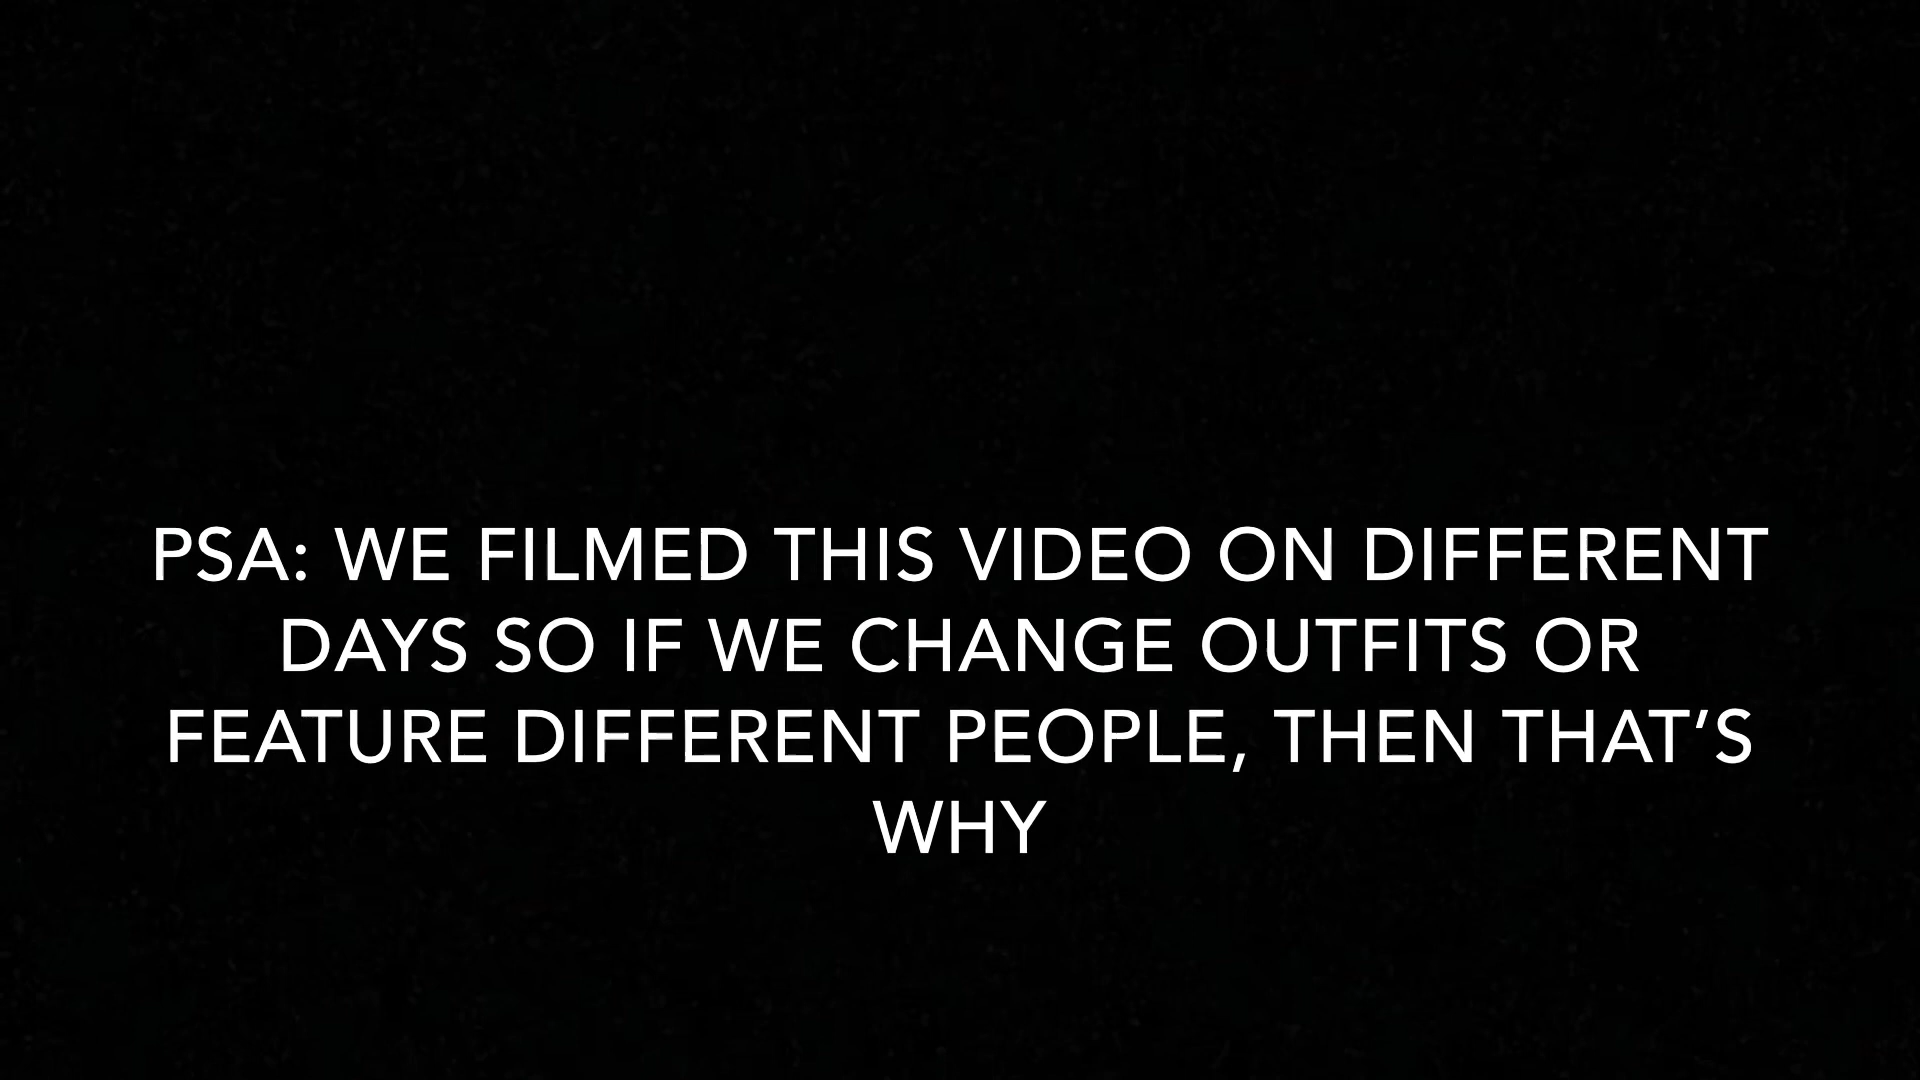 PSA: WE FILMED THIS VIDEO ON DIFFERENT
DAYS SO IF WE CHANGE OUTFITS OR
FEATURE DIFFERENT PEOPLE, THEN THAT’S
WHY